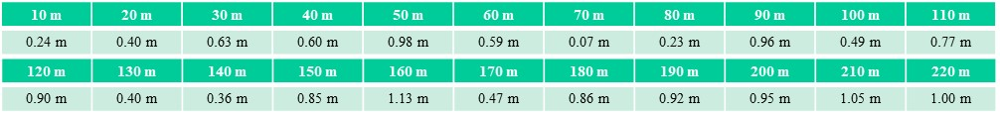 10 m 20 m 30 m 40 m 50 m 60 m 70 m 80 m 90 m 100 m 110 m
0.24 m 0.40 m 0.63 m 0.60 m 0.98 m 0.59 m 0.07 m 0.23 m 0.96 m 0.49 m 0.77 m
120 m 130 m 140 m 150 m 160 m 170 m 180 m 190 m 200 m 210 m 220 m
0.90 m 0.40 m 0.36 m 0.85 m 1.13 m 0.47 m 0.86 m 0.92 m 0.95 m 1.05 m 1.00 m